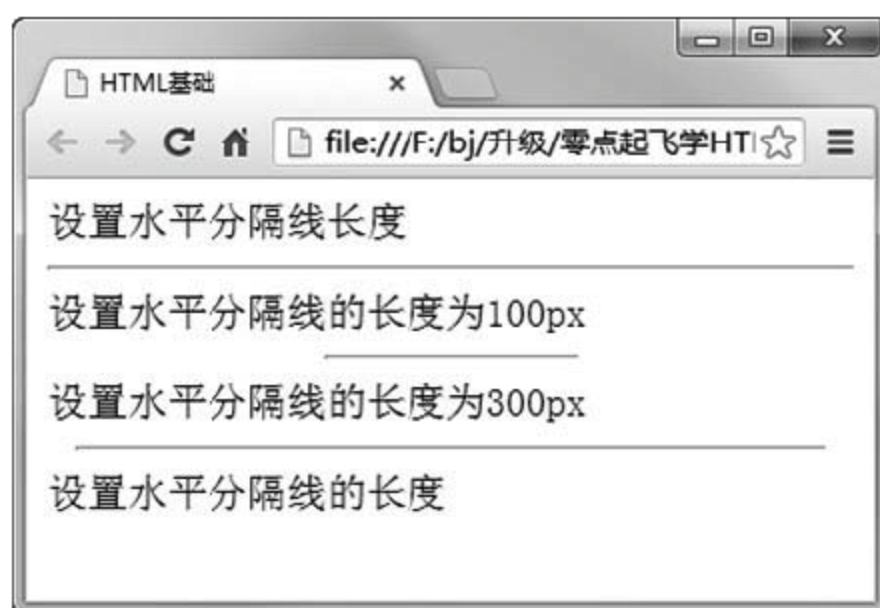 HTML基础
file:///F:/bj/升级/零点起飞学HT
设置水平分隔线长度
设置水平分隔线的长度为100px
设置水平分隔线的长度为300px
设置水平分隔线的长度